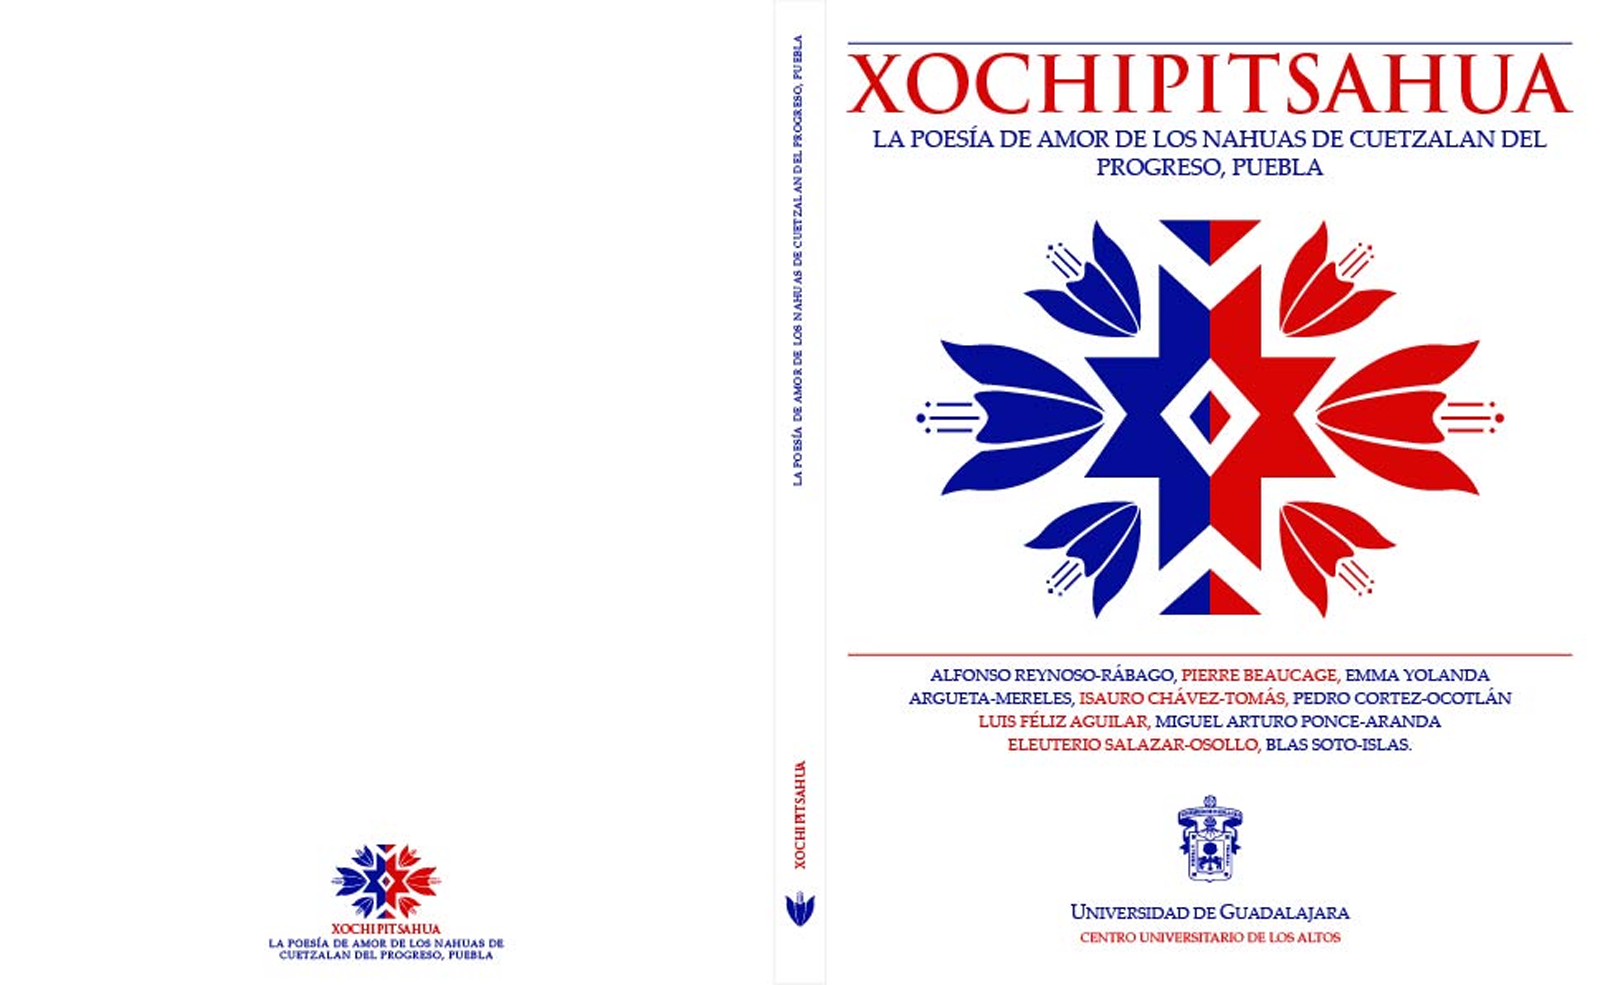 XOCHIPITSAHUA
LA POESÍA DE AMOR DE LOS NAHUAS DE
CUETZALAN DEL PROGRESO, PUEBLA
LA POESÍA DE AMOR DE LOS NAHUAS DE CUETZALAN DEL PROGRESO, PUEBLA
XOCHIPITSAHUA
XOCHIPITSAHUA
LA POESÍA DE AMOR DE LOS NAHUAS DE CUETZALAN DEL
PROGRESO, PUEBLA
ALFONSO REYNOSO-RÁBAGO, PIERRE BEAUCAGE, EMMA YOLANDA
ARGUETA-MERELES, ISAURO CHÁVEZ-TOMÁS, PEDRO CORTEZ-OCOTLÁN
LUIS FÉLIZ AGUILAR, MIGUEL ARTURO PONCE-ARANDA
ELEUTERIO SALAZAR-OSOLLO, BLAS SOTO-ISLAS.
UNIVERSIDAD DE GUADALAJARA
CENTRO UNIVERSITARIO DE LOS ALTOS